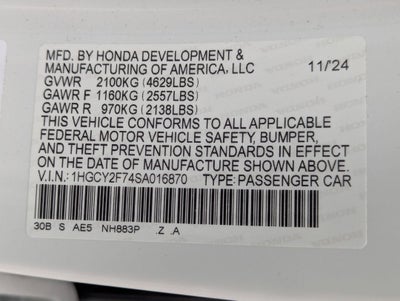 MFD. BY HONDA DEVELOPMENT &
MANUFACTURING OF AMERICA, LLC 11/24
GVWR 2100KG (4629LBS)
GAWR F 1160KG (2557LBS)
GAWR R 970KG (2138LBS)
THIS VEHICLE CONFORMS TO ALL APPLICABLE
FEDERAL MOTOR VEHICLE SAFETY, BUMPER,
AND THEFT PREVENTION STANDARDS IN EFFECT
ON THE DATE OF MANUFACTURE SHOWN ABOVE.
V.I.N.: 1HGCY2F74SA016870 TYPE: PASSENGER CAR
30B S AE5 NH883P .Z .A